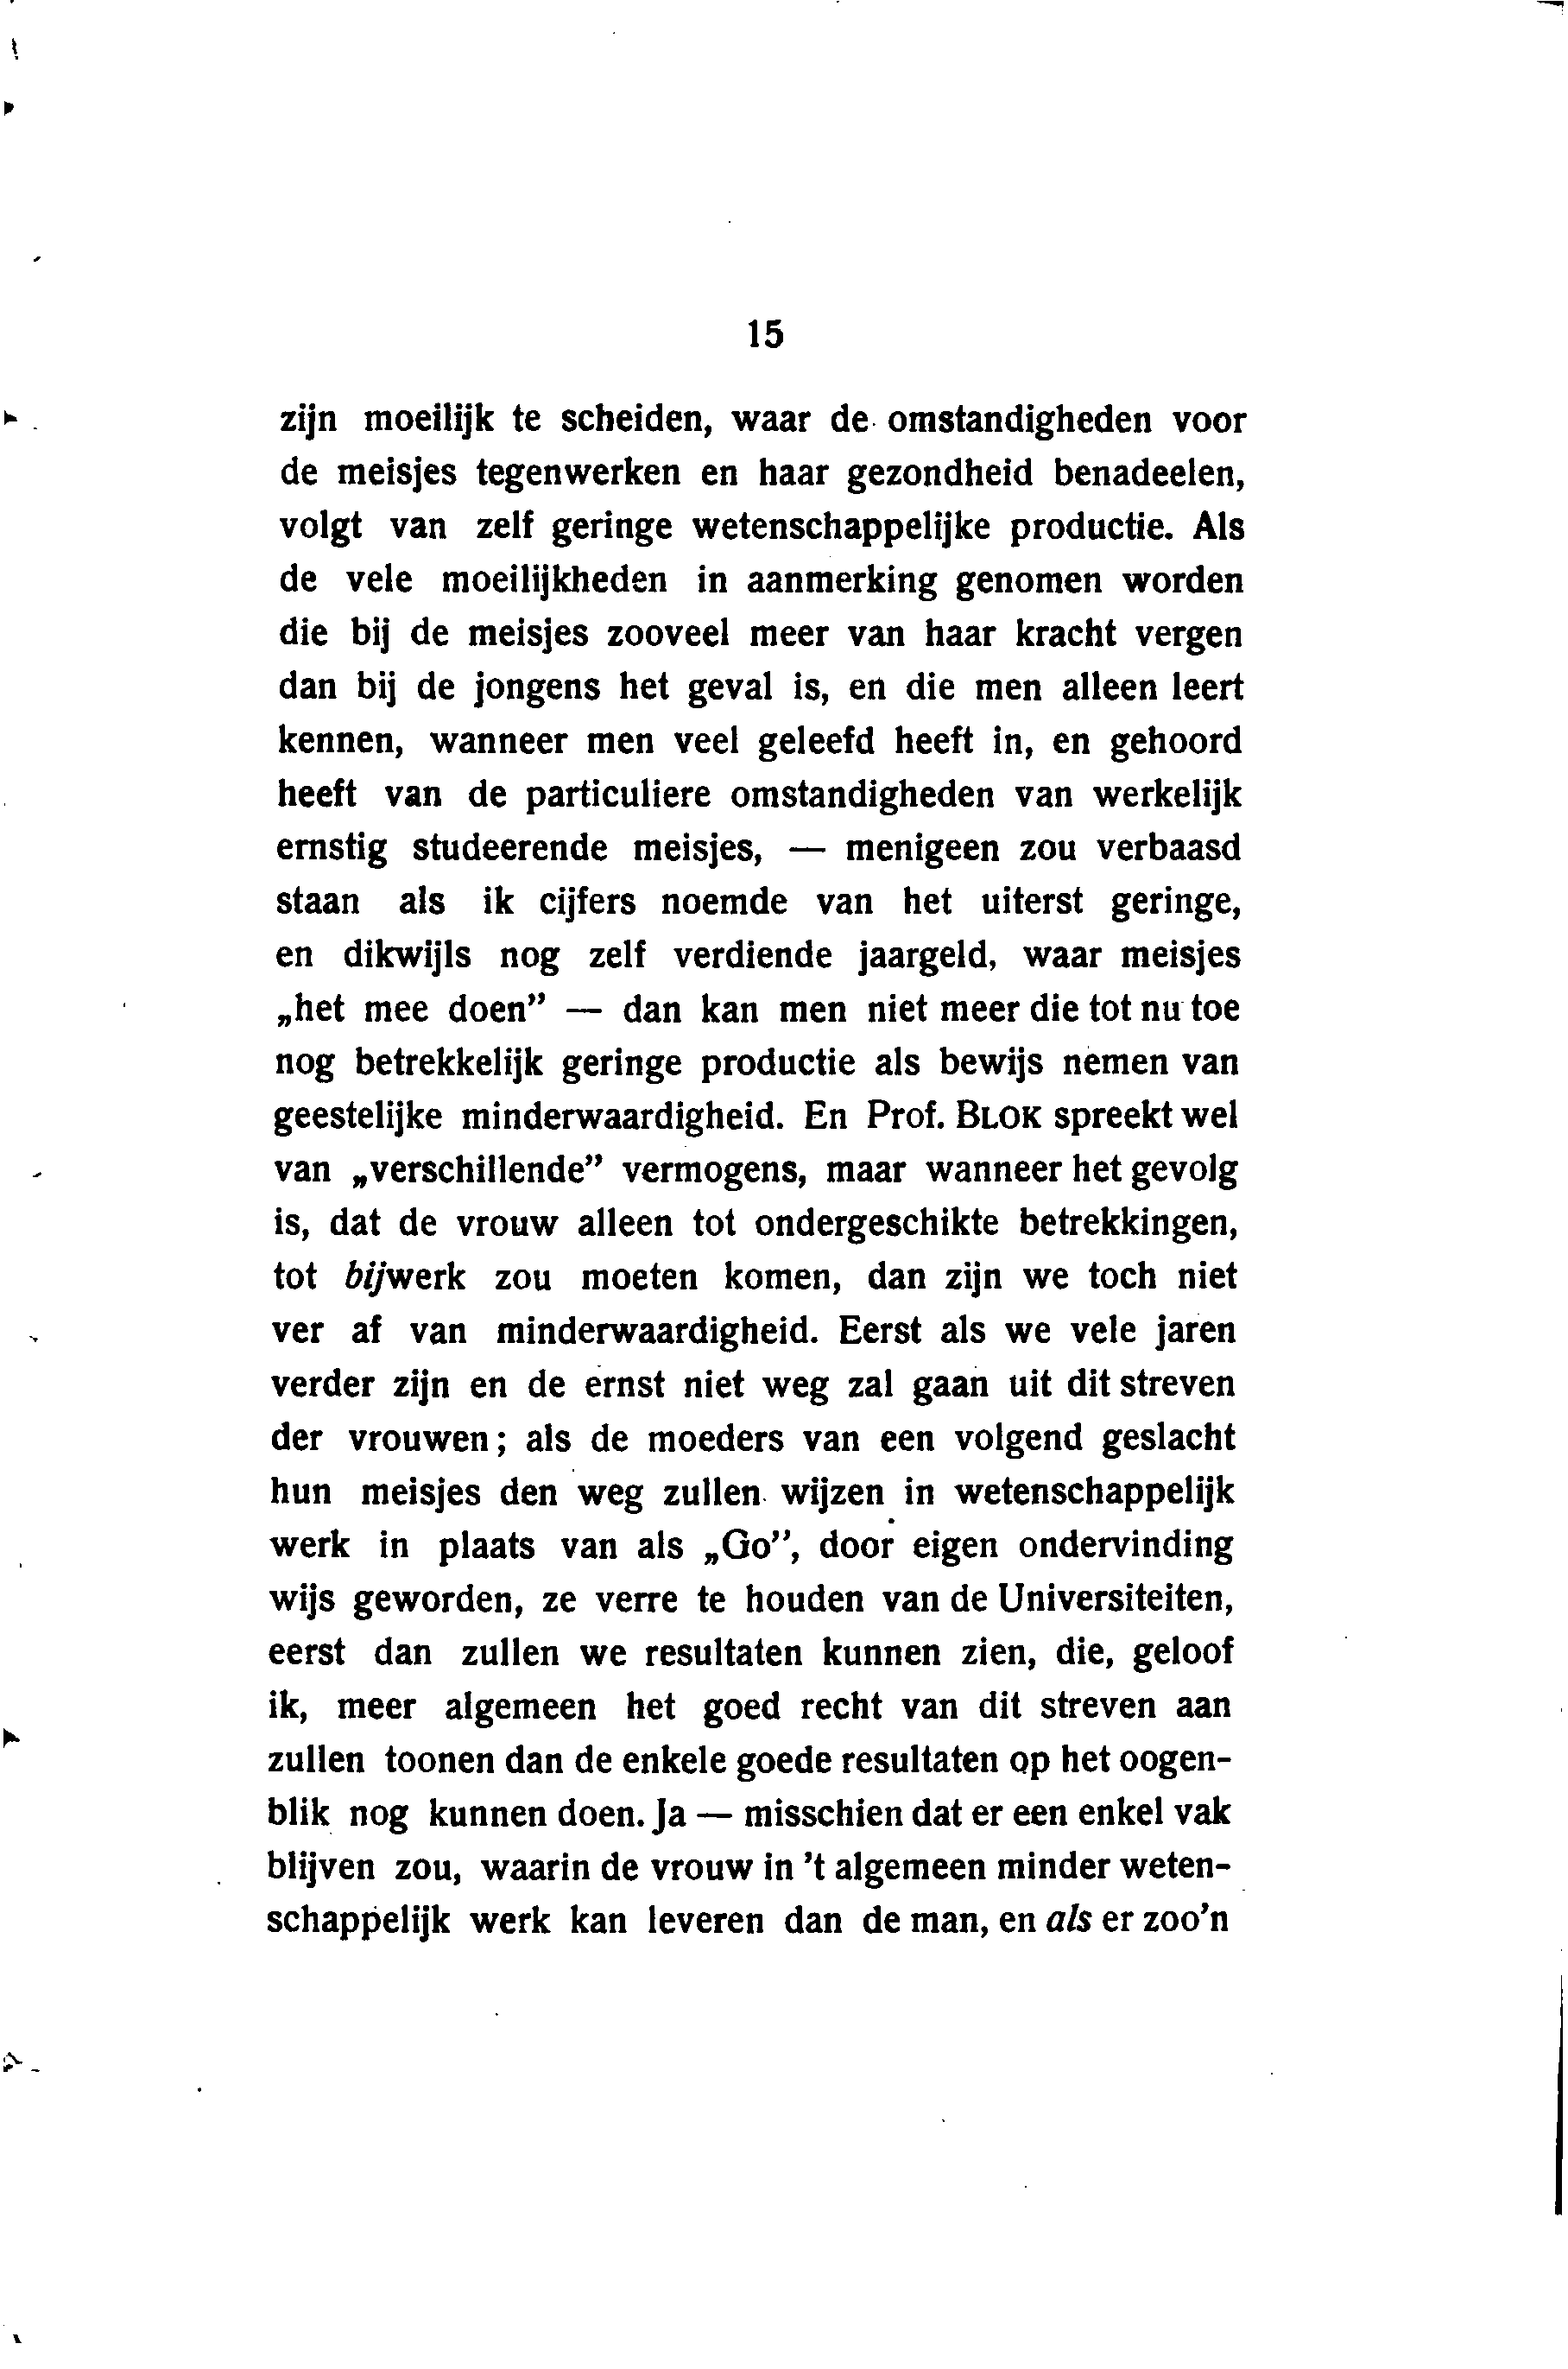 15
zijn moeilijk te scheiden, waar de omstandigheden voor
de meisjes tegenwerken en haar gezondheid benadeelen,
volgt van zelf geringe wetenschappelijke productie. Als
de vele moeilijkheden in aanmerking genomen worden
die bij de meisjes zooveel meer van haar kracht vergen
dan bij de jongens het geval is, en die men alleen leert
kennen, wanneer men veel geleefd heeft in, en gehoord
heeft van de particuliere omstandigheden van werkelijk
ernstig studeerende meisjes, — menigeen zou verbaasd
staan als ik cijfers noemde van het uiterst geringe,
en dikwijls nog zelf verdiende jaargeld, waar meisjes
„het mee doen” — dan kan men niet meer die tot nu toe
nog betrekkelijk geringe productie als bewijs nemen van
geestelijke minderwaardigheid. En Prof. BLOK spreekt wel
van „verschillende” vermogens, maar wanneer het gevolg
is, dat de vrouw alleen tot ondergeschikte betrekkingen,
tot bijwerk zou moeten komen, dan zijn we toch niet
ver af van minderwaardigheid. Eerst als we vele jaren
verder zijn en de ernst niet weg zal gaan uit dit streven
der vrouwen; als de moeders van een volgend geslacht
hun meisjes den weg zullen wijzen in wetenschappelijk
werk in plaats van als „Go”, door eigen ondervinding
wijs geworden, ze verre te houden van de Universiteiten,
eerst dan zullen we resultaten kunnen zien, die, geloof
ik, meer algemeen het goed recht van dit streven aan
zullen toonen dan de enkele goede resultaten op het oogen-
blik nog kunnen doen. Ja — misschien dat er een enkel vak
blijven zou, waarin de vrouw in 't algemeen minder weten-
schappelijk werk kan leveren dan de man, en als er zoo'n